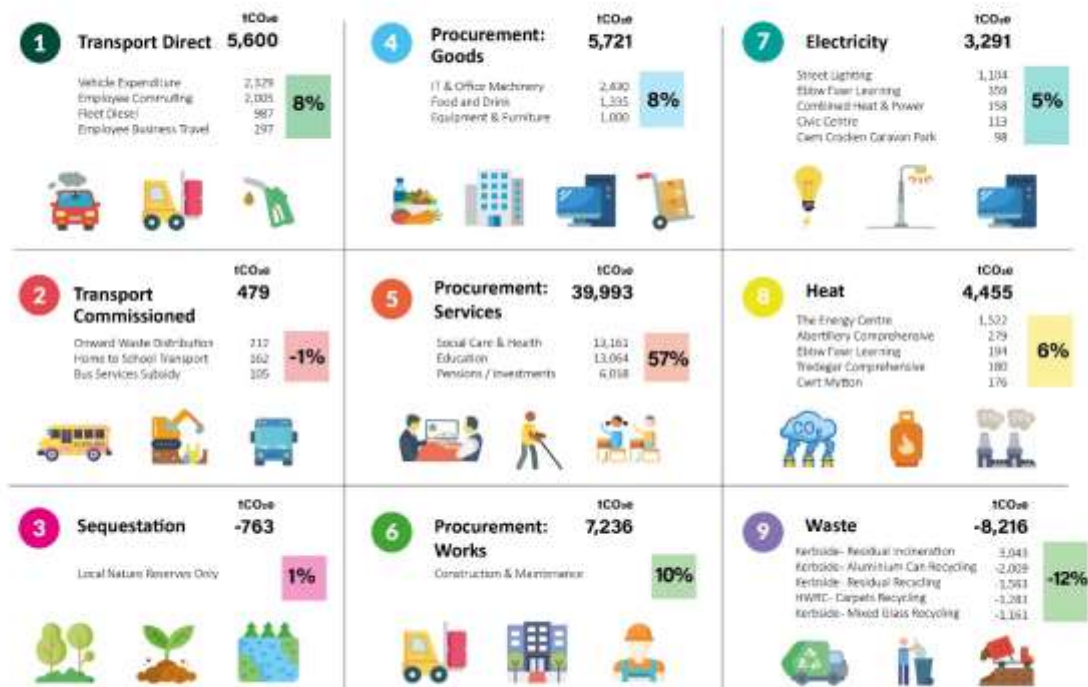 1 Transport Direct tCO₂e 5,600
Vehicle Expenditure 2,329
Employee Commuting 2,005
Fleet Diesel 987
Employee Business Travel 297
8%
4 Procurement: Goods tCO₂e 5,721
IT & Office Machinery
Food and Drink 1,335
Equipment & Furniture 1,000
8%
7 Electricity tCO₂e 3,291
Street Lighting 1,104
Ebbw Fawr Learning 359
Combined Heat & Power 158
Civic Centre 113
Cwm Crachen Caravan Park 98
5%
2 Transport Commissioned tCO₂e 479
Onward Waste Distribution 212
Home to School Transport 162
Bus Services Subsidy 105
-1%
5 Procurement: Services tCO₂e 39,993
Social Care & Health 13,161
Education 13,064
Pensions / Investments
57%
8 Heat tCO₂e 4,455
The Energy Centre 1,522
Abertillery Comprehensive 279
Ebbw Fawr Learning 194
Tredegar Comprehensive 180
Cwrt Mytton 176
6%
3 Sequestation tCO₂e -763
Local Nature Reserves Only
1%
6 Procurement: Works tCO₂e 7,236
Construction & Maintenance
10%
9 Waste tCO₂e -8,216
Kerbside- Residual Incineration 3,043
Kerbside- Aluminium Can Recycling -2,009
Kerbside- Residual Recycling
HWRC- Carpets Recycling
Kerbside- Mixed Glass Recycling -1,161
-12%
CO₂